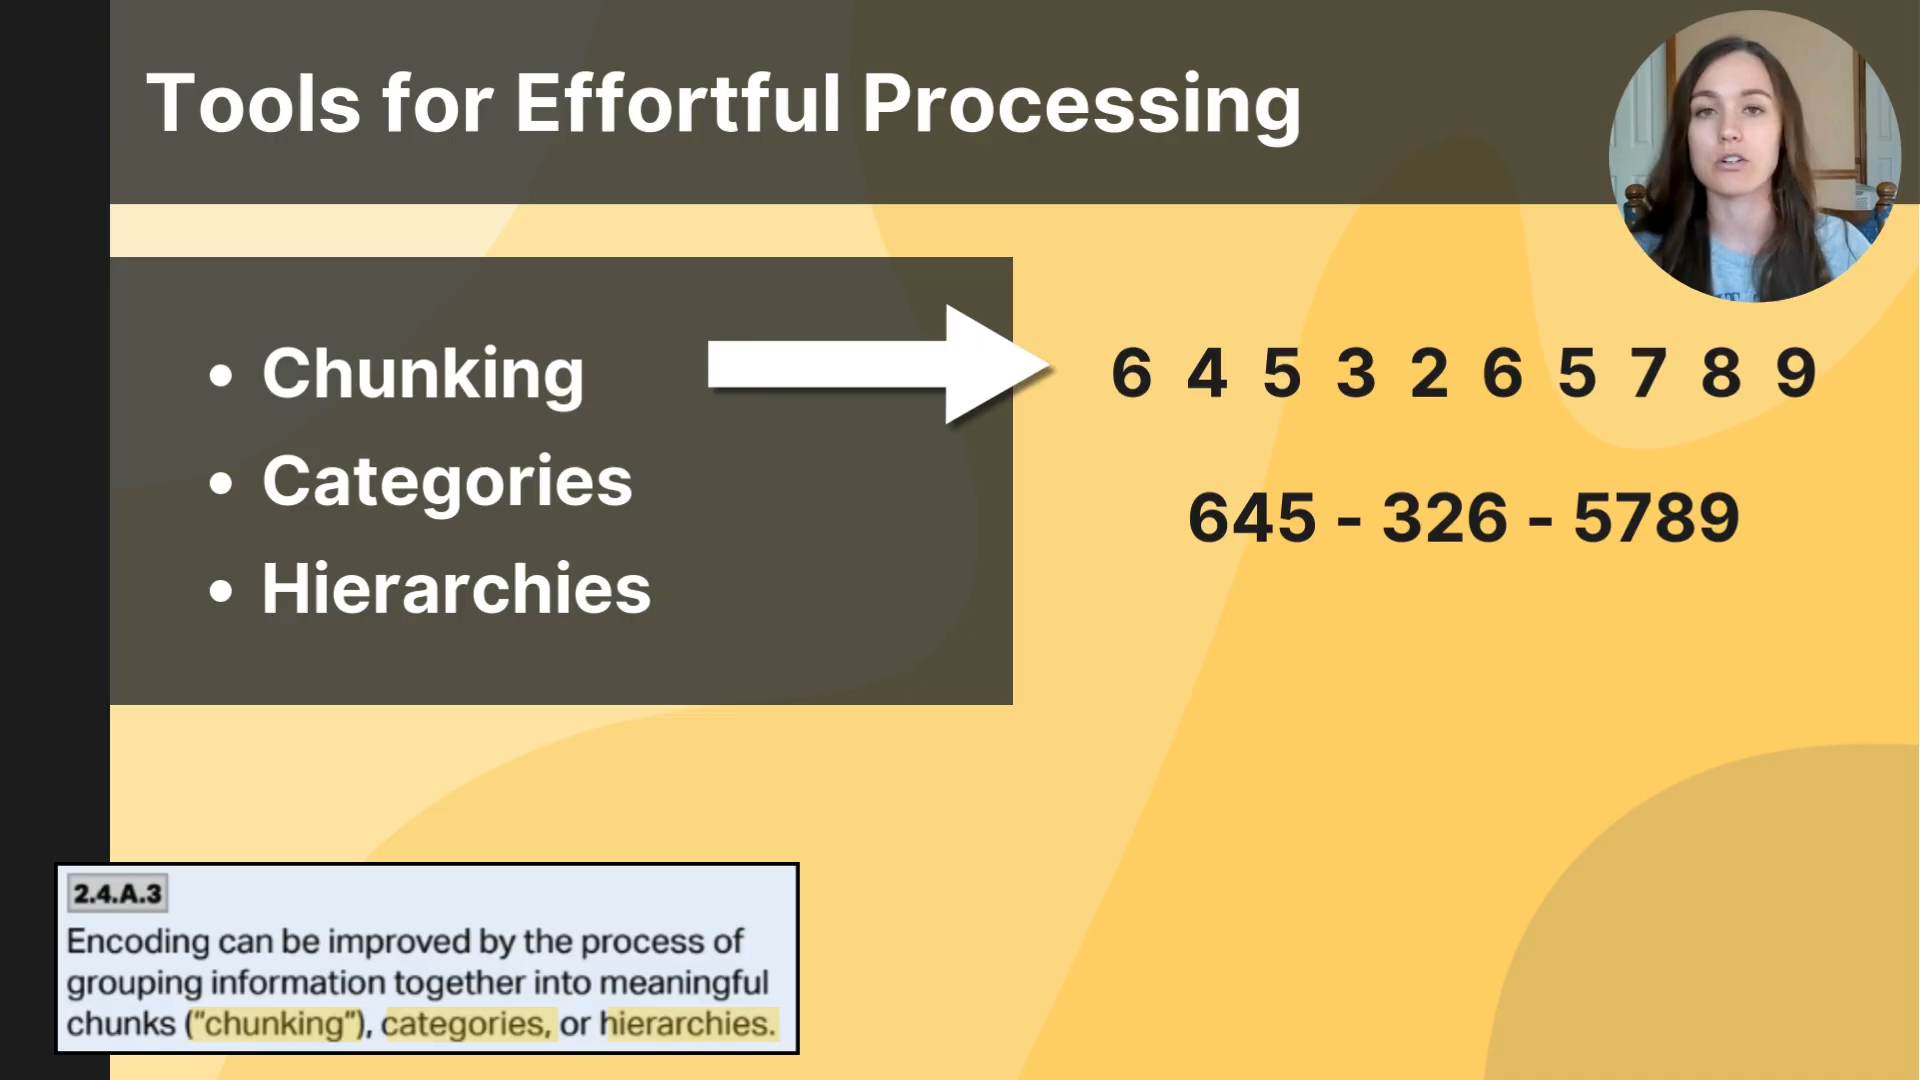 Tools for Effortful Processing
• Chunking
• Categories
• Hierarchies
6 4 5 3 2 6 5 7 8 9
645 - 326 - 5789
2.4.A.3
Encoding can be improved by the process of
grouping information together into meaningful
chunks (“chunking”), categories, or hierarchies.